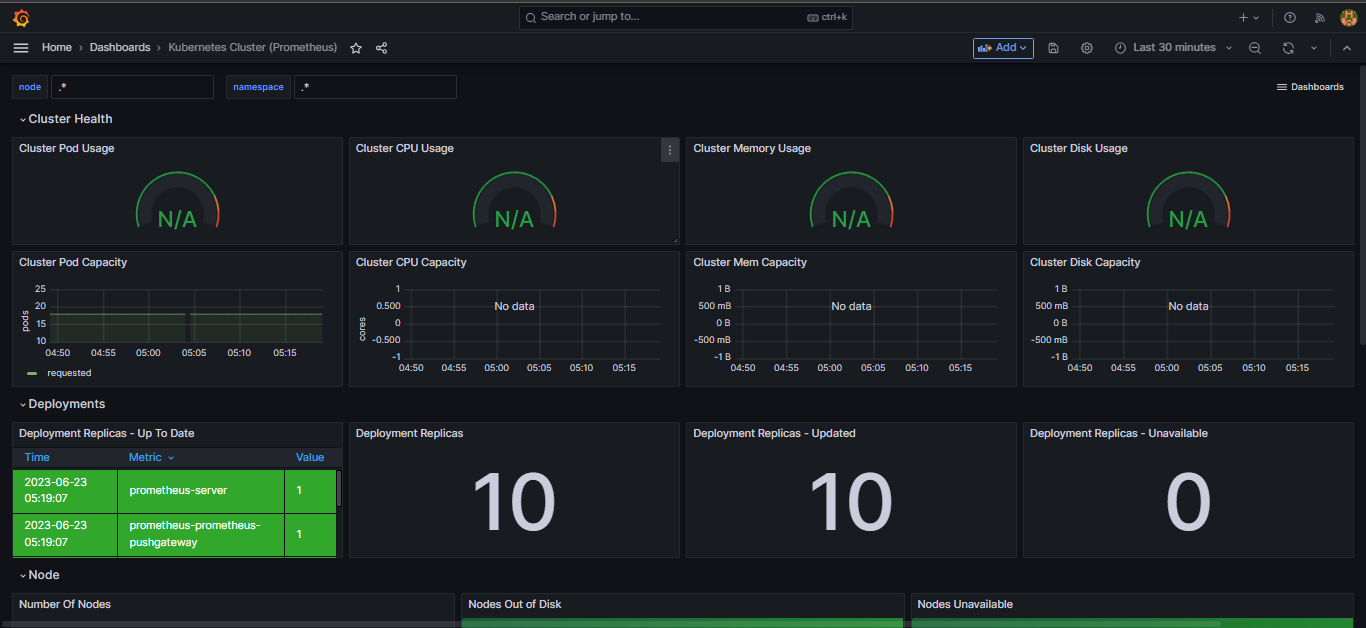 Search or jump to... ctrl+k
Home Dashboards Kubernetes Cluster (Prometheus) Add Last 30 minutes
node .* namespace .* Dashboards
Cluster Health
Cluster Pod Usage
N/A
Cluster CPU Usage
N/A
Cluster Memory Usage
N/A
Cluster Disk Usage
N/A
Cluster Pod Capacity
25
20
15
10
pods
04:50 04:55 05:00 05:05 05:10 05:15
requested
Cluster CPU Capacity
1
0.500
0
-0.500
-1
cores
No data
04:50 04:55 05:00 05:05 05:10 05:15
Cluster Mem Capacity
1 B
500 mB
0 B
-500 mB
-1 B
No data
04:50 04:55 05:00 05:05 05:10 05:15
Cluster Disk Capacity
1 B
500 mB
0 B
-500 mB
-1 B
No data
04:50 04:55 05:00 05:05 05:10 05:15
Deployments
Deployment Replicas - Up To Date
Time Metric Value
2023-06-23
05:19:07
prometheus-server
1
2023-06-23
05:19:07
prometheus-prometheus-
pushgateway
1
Deployment Replicas
10
Deployment Replicas - Updated
10
Deployment Replicas - Unavailable
0
Node
Number Of Nodes
Nodes Out of Disk
Nodes Unavailable